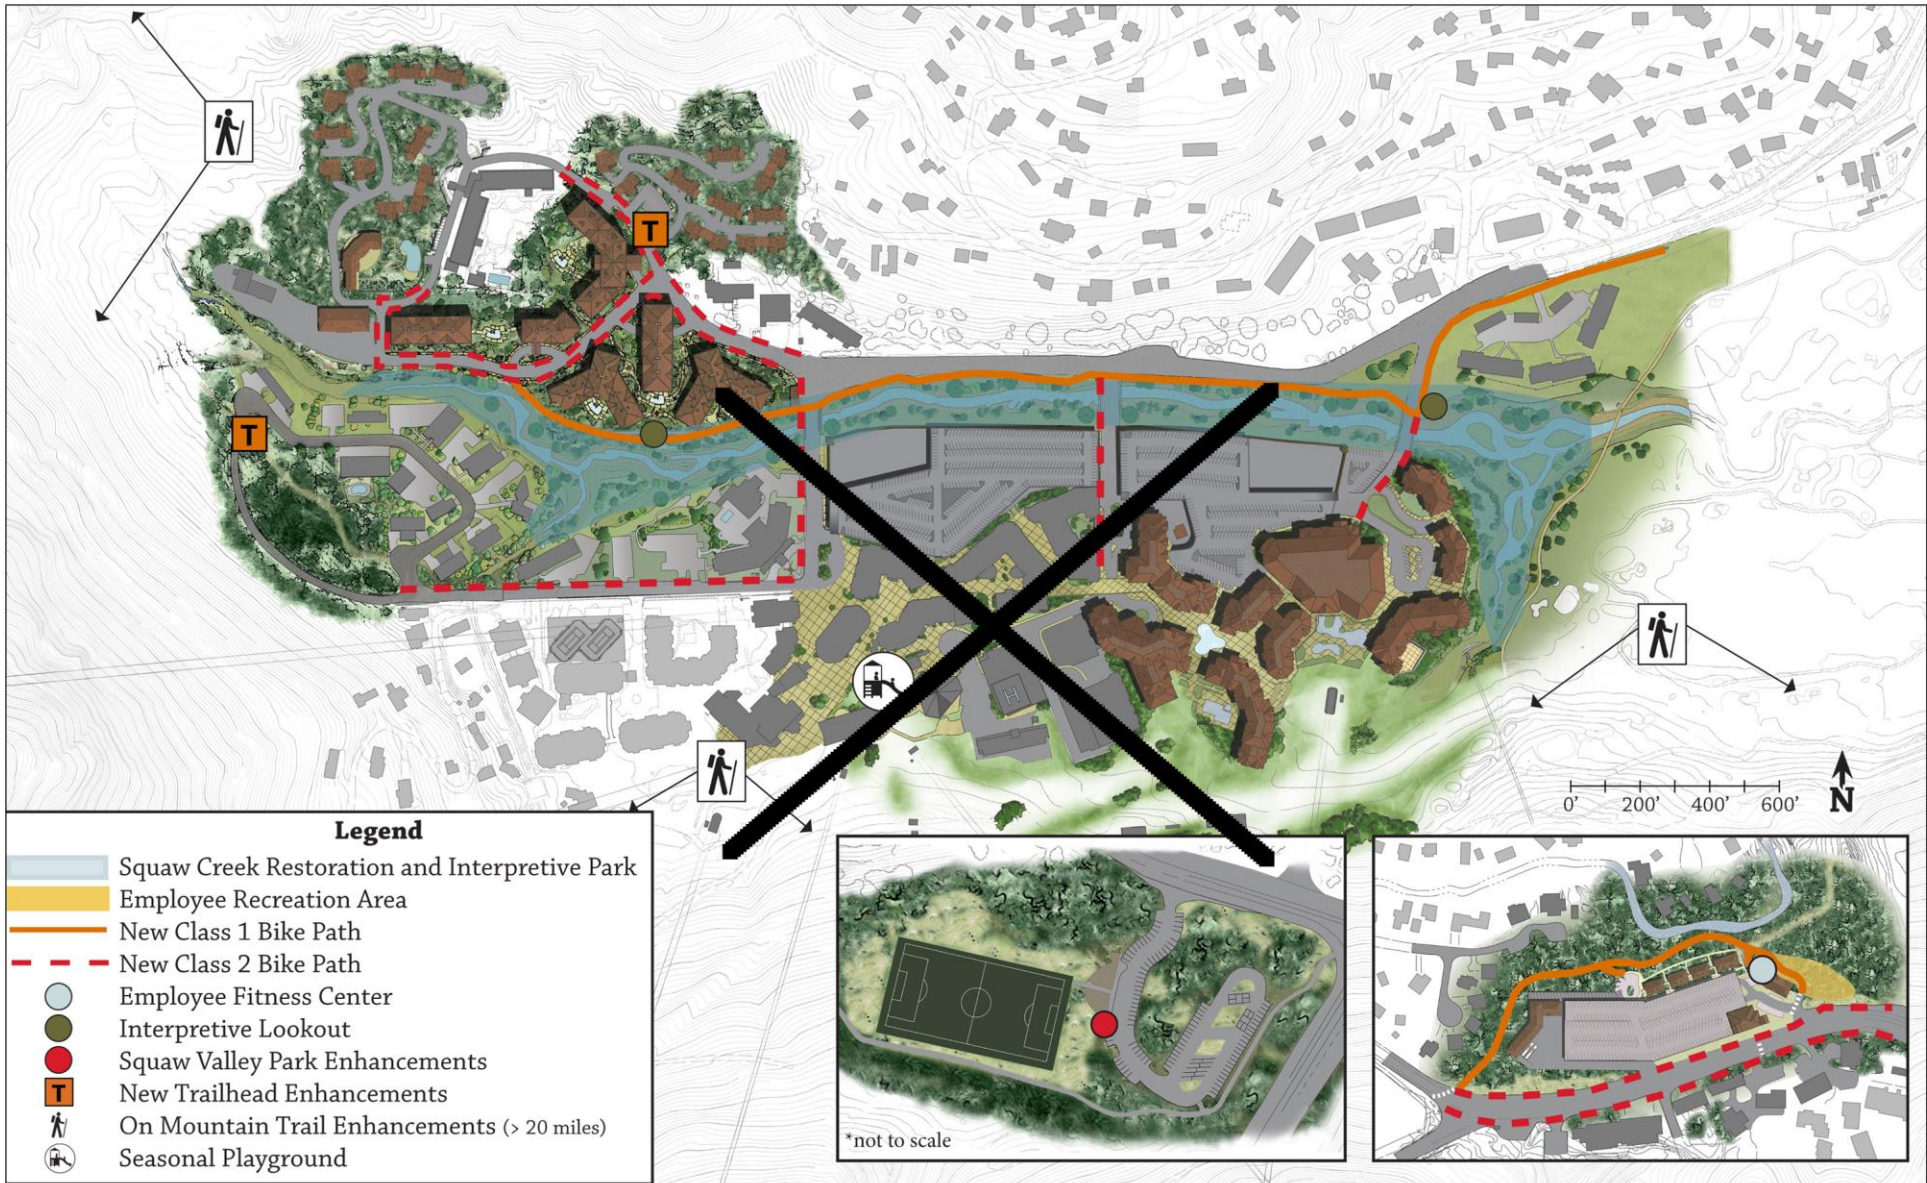 T
T
H
0' 200' 400' 600'
N
Legend
Squaw Creek Restoration and Interpretive Park
Employee Recreation Area
New Class 1 Bike Path
New Class 2 Bike Path
Employee Fitness Center
Interpretive Lookout
Squaw Valley Park Enhancements
T New Trailhead Enhancements
On Mountain Trail Enhancements (> 20 miles)
Seasonal Playground
*not to scale